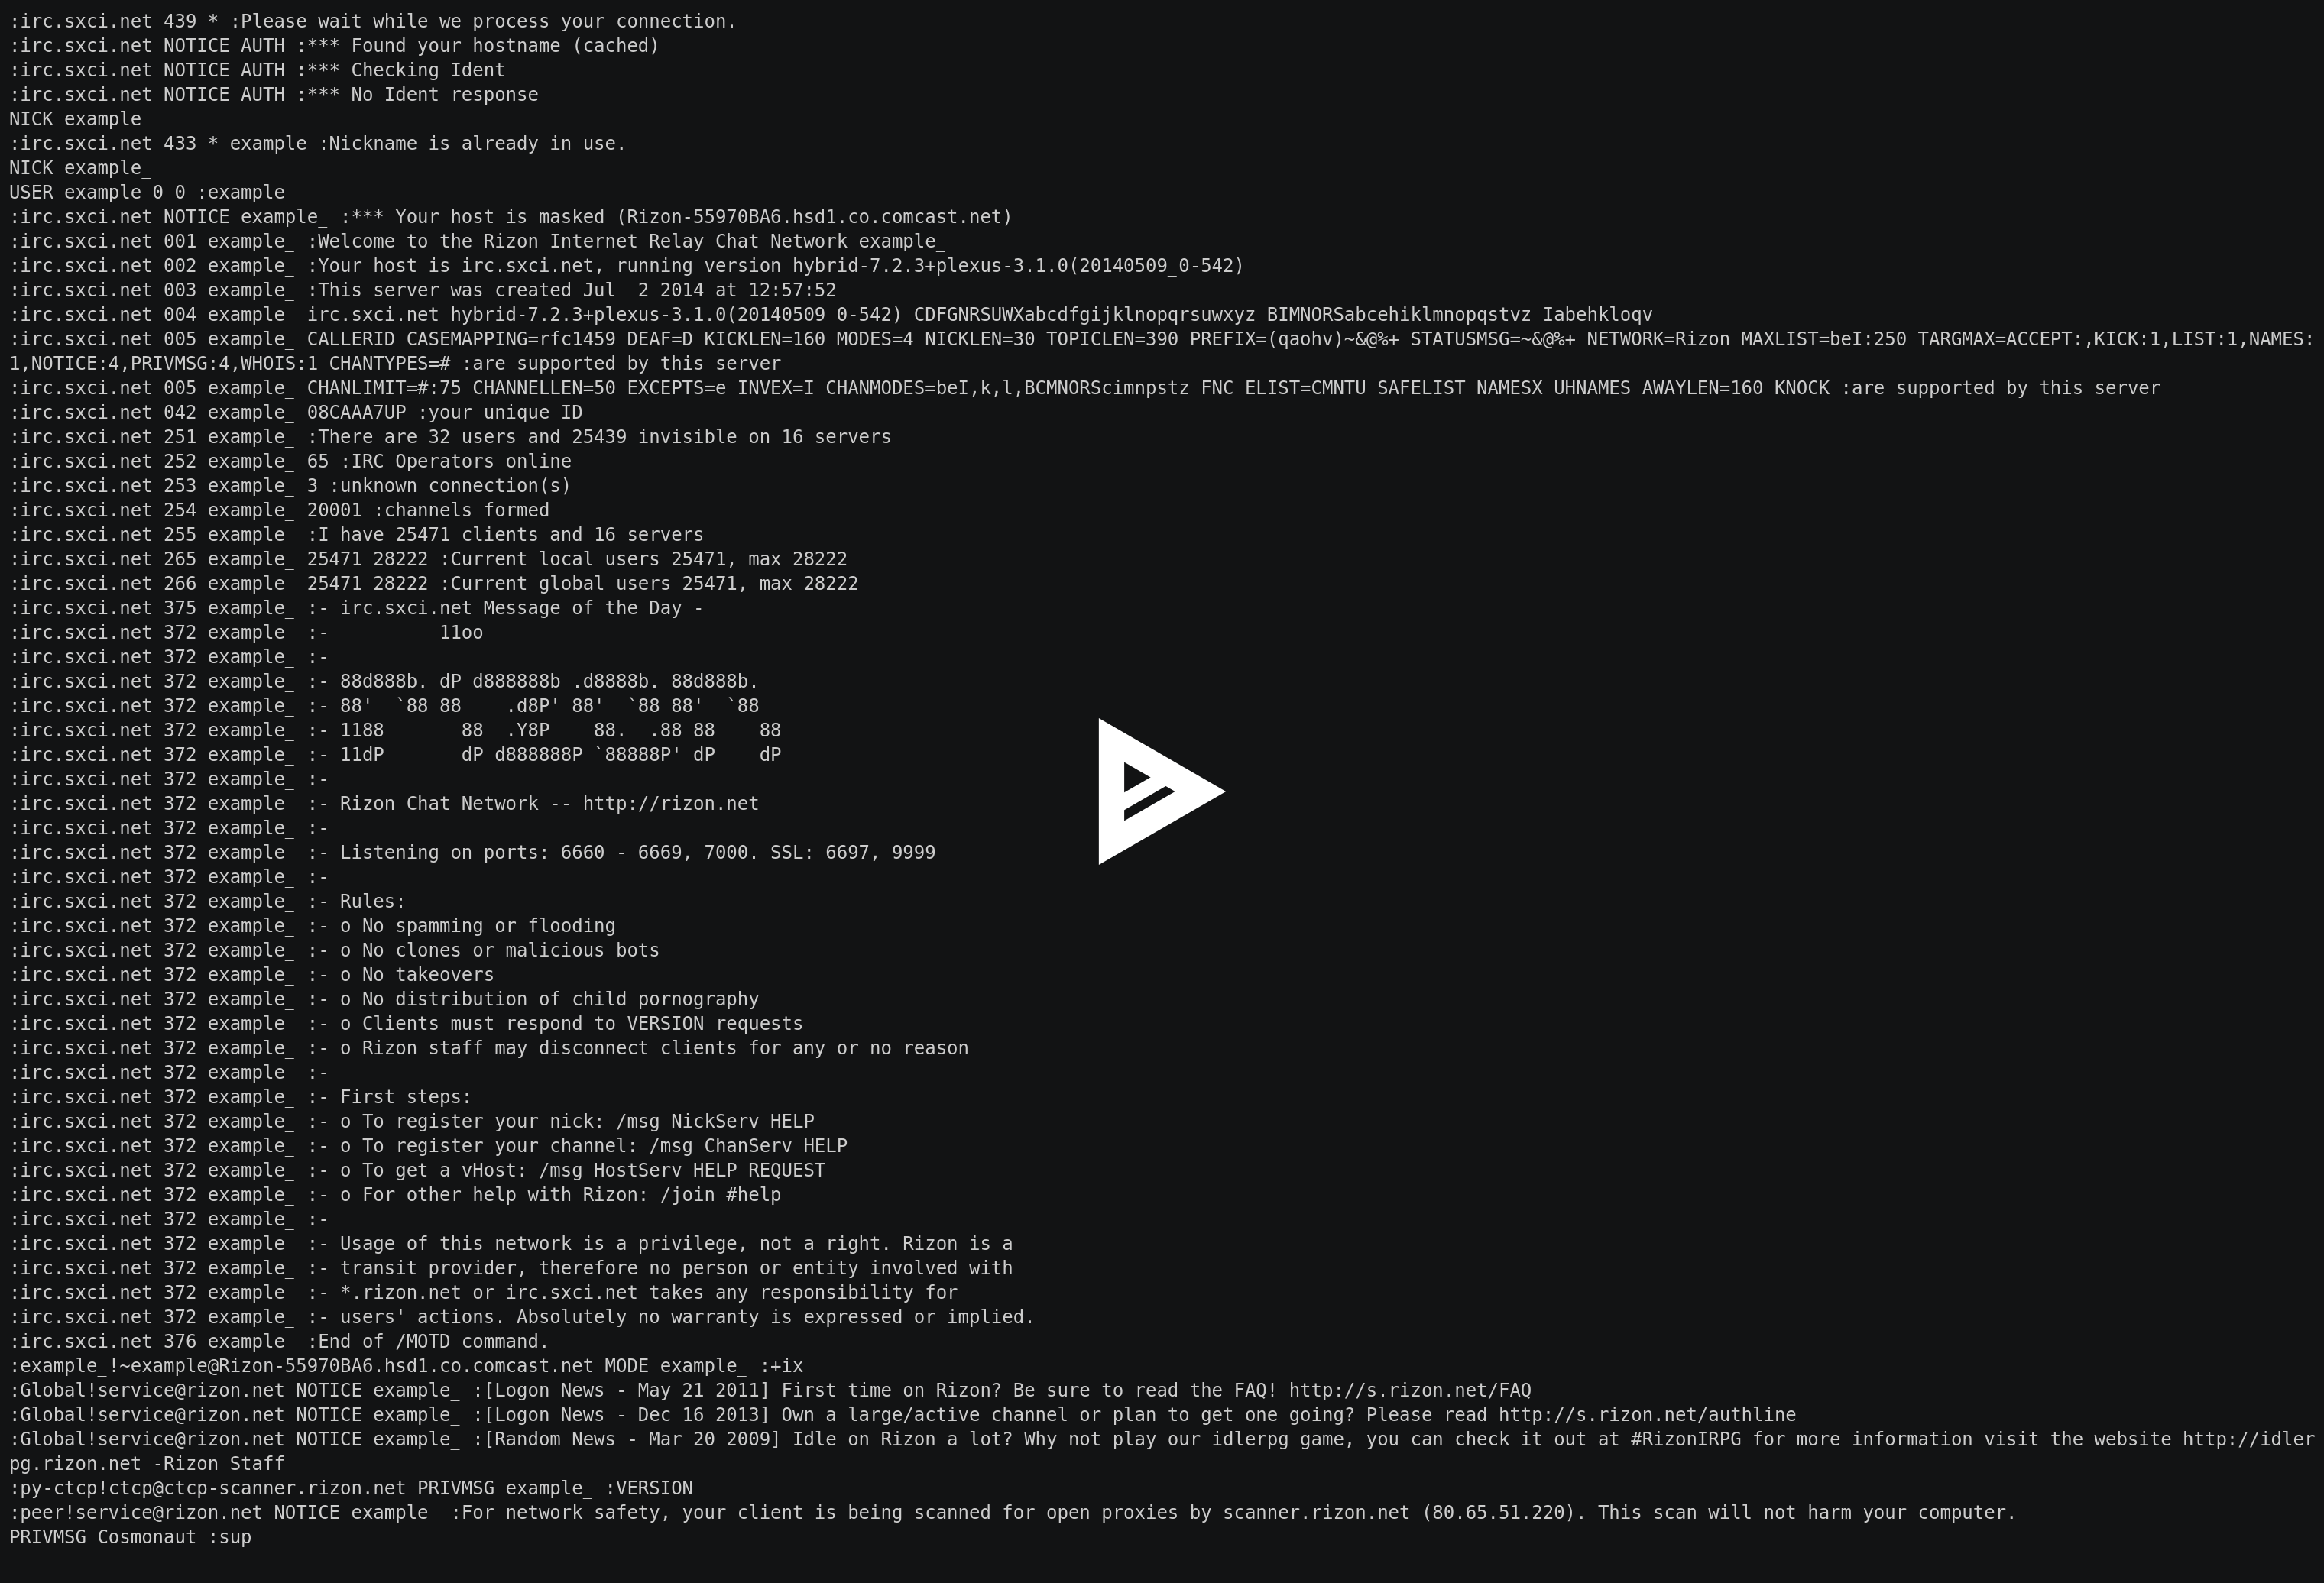 :irc.sxci.net 439 * :Please wait while we process your connection.
:irc.sxci.net NOTICE AUTH :*** Found your hostname (cached)
:irc.sxci.net NOTICE AUTH :*** Checking Ident
:irc.sxci.net NOTICE AUTH :*** No Ident response
NICK example
:irc.sxci.net 433 * example :Nickname is already in use.
NICK example_
USER example 0 0 :example
:irc.sxci.net NOTICE example_ :*** Your host is masked (Rizon-55970BA6.hsd1.co.comcast.net)
:irc.sxci.net 001 example_ :Welcome to the Rizon Internet Relay Chat Network example_
:irc.sxci.net 002 example_ :Your host is irc.sxci.net, running version hybrid-7.2.3+plexus-3.1.0(20140509_0-542)
:irc.sxci.net 003 example_ :This server was created Jul  2 2014 at 12:57:52
:irc.sxci.net 004 example_ irc.sxci.net hybrid-7.2.3+plexus-3.1.0(20140509_0-542) CDFGNRSUWXabcdfgijklnopqrsuwxyz BIMNORSabcehiklmnopqstvz Iabehkloqv
:irc.sxci.net 005 example_ CALLERID CASEMAPPING=rfc1459 DEAF=D KICKLEN=160 MODES=4 NICKLEN=30 TOPICLEN=390 PREFIX=(qaohv)~&@%+ STATUSMSG=~&@%+ NETWORK=Rizon MAXLIST=beI:250 TARGMAX=ACCEPT:,KICK:1,LIST:1,NAMES:
1,NOTICE:4,PRIVMSG:4,WHOIS:1 CHANTYPES=# :are supported by this server
:irc.sxci.net 005 example_ CHANLIMIT=#:75 CHANNELLEN=50 EXCEPTS=e INVEX=I CHANMODES=beI,k,l,BCMNORScimnpstz FNC ELIST=CMNTU SAFELIST NAMESX UHNAMES AWAYLEN=160 KNOCK :are supported by this server
:irc.sxci.net 042 example_ 08CAAA7UP :your unique ID
:irc.sxci.net 251 example_ :There are 32 users and 25439 invisible on 16 servers
:irc.sxci.net 252 example_ 65 :IRC Operators online
:irc.sxci.net 253 example_ 3 :unknown connection(s)
:irc.sxci.net 254 example_ 20001 :channels formed
:irc.sxci.net 255 example_ :I have 25471 clients and 16 servers
:irc.sxci.net 265 example_ 25471 28222 :Current local users 25471, max 28222
:irc.sxci.net 266 example_ 25471 28222 :Current global users 25471, max 28222
:irc.sxci.net 375 example_ :- irc.sxci.net Message of the Day -
:irc.sxci.net 372 example_ :-          11oo
:irc.sxci.net 372 example_ :-
:irc.sxci.net 372 example_ :- 88d888b. dP d888888b .d8888b. 88d888b.
:irc.sxci.net 372 example_ :- 88'  `88 88    .d8P' 88'  `88 88'  `88
:irc.sxci.net 372 example_ :- 1188       88  .Y8P    88.  .88 88    88
:irc.sxci.net 372 example_ :- 11dP       dP d888888P `88888P' dP    dP
:irc.sxci.net 372 example_ :-
:irc.sxci.net 372 example_ :- Rizon Chat Network -- http://rizon.net
:irc.sxci.net 372 example_ :-
:irc.sxci.net 372 example_ :- Listening on ports: 6660 - 6669, 7000. SSL: 6697, 9999
:irc.sxci.net 372 example_ :-
:irc.sxci.net 372 example_ :- Rules:
:irc.sxci.net 372 example_ :- o No spamming or flooding
:irc.sxci.net 372 example_ :- o No clones or malicious bots
:irc.sxci.net 372 example_ :- o No takeovers
:irc.sxci.net 372 example_ :- o No distribution of child pornography
:irc.sxci.net 372 example_ :- o Clients must respond to VERSION requests
:irc.sxci.net 372 example_ :- o Rizon staff may disconnect clients for any or no reason
:irc.sxci.net 372 example_ :-
:irc.sxci.net 372 example_ :- First steps:
:irc.sxci.net 372 example_ :- o To register your nick: /msg NickServ HELP
:irc.sxci.net 372 example_ :- o To register your channel: /msg ChanServ HELP
:irc.sxci.net 372 example_ :- o To get a vHost: /msg HostServ HELP REQUEST
:irc.sxci.net 372 example_ :- o For other help with Rizon: /join #help
:irc.sxci.net 372 example_ :-
:irc.sxci.net 372 example_ :- Usage of this network is a privilege, not a right. Rizon is a
:irc.sxci.net 372 example_ :- transit provider, therefore no person or entity involved with
:irc.sxci.net 372 example_ :- *.rizon.net or irc.sxci.net takes any responsibility for
:irc.sxci.net 372 example_ :- users' actions. Absolutely no warranty is expressed or implied.
:irc.sxci.net 376 example_ :End of /MOTD command.
:example_!~example@Rizon-55970BA6.hsd1.co.comcast.net MODE example_ :+ix
:Global!service@rizon.net NOTICE example_ :[Logon News - May 21 2011] First time on Rizon? Be sure to read the FAQ! http://s.rizon.net/FAQ
:Global!service@rizon.net NOTICE example_ :[Logon News - Dec 16 2013] Own a large/active channel or plan to get one going? Please read http://s.rizon.net/authline
:Global!service@rizon.net NOTICE example_ :[Random News - Mar 20 2009] Idle on Rizon a lot? Why not play our idlerpg game, you can check it out at #RizonIRPG for more information visit the website http://idler
pg.rizon.net -Rizon Staff
:py-ctcp!ctcp@ctcp-scanner.rizon.net PRIVMSG example_ :VERSION
:peer!service@rizon.net NOTICE example_ :For network safety, your client is being scanned for open proxies by scanner.rizon.net (80.65.51.220). This scan will not harm your computer.
PRIVMSG Cosmonaut :sup